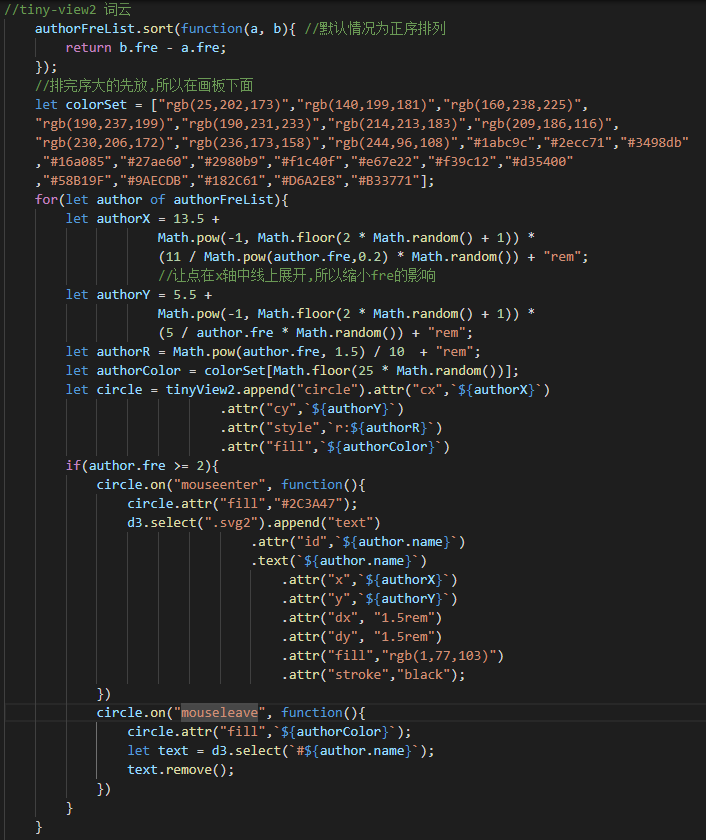 //tiny-view2 词云
authorFreList.sort(function(a, b){ //默认情况为正序排列
return b.fre - a.fre;
});
//排完序大的先放,所以在画板下面
let colorSet = ["rgb(25,202,173)","rgb(140,199,181)","rgb(160,238,225)",
"rgb(190,237,199)","rgb(190,231,233)","rgb(214,213,183)","rgb(209,186,116)",
"rgb(230,206,172)","rgb(236,173,158)","rgb(244,96,108)","#1abc9c","#2ecc71","#3498db"
,"#16a085","#27ae60","#2980b9","#f1c40f","#e67e22","#f39c12","#d35400"
,"#58B19F","#9AECDB","#182C61","#D6A2E8","#B33771"];
for(let author of authorFreList){
let authorX = 13.5 +
Math.pow(-1, Math.floor(2 * Math.random() + 1)) *
(11 / Math.pow(author.fre,0.2) * Math.random()) + "rem";
//让点在x轴中线上展开,所以缩小fre的影响
let authorY = 5.5 +
Math.pow(-1, Math.floor(2 * Math.random() + 1)) *
(5 / author.fre * Math.random()) + "rem";
let authorR = Math.pow(author.fre, 1.5) / 10  + "rem";
let authorColor = colorSet[Math.floor(25 * Math.random())];
let circle = tinyView2.append("circle").attr("cx",`${authorX}`)
.attr("cy",`${authorY}`)
.attr("style",`r:${authorR}`)
.attr("fill",`${authorColor}`)
if(author.fre >= 2){
circle.on("mouseenter", function(){
circle.attr("fill","#2C3A47");
d3.select(".svg2").append("text")
.attr("id",`${author.name}`)
.text(`${author.name}`)
.attr("x",`${authorX}`)
.attr("y",`${authorY}`)
.attr("dx", "1.5rem")
.attr("dy", "1.5rem")
.attr("fill","rgb(1,77,103)")
.attr("stroke","black");
})
circle.on("mouseleave", function(){
circle.attr("fill",`${authorColor}`);
let text = d3.select(`#${author.name}`);
text.remove();
})
}
}